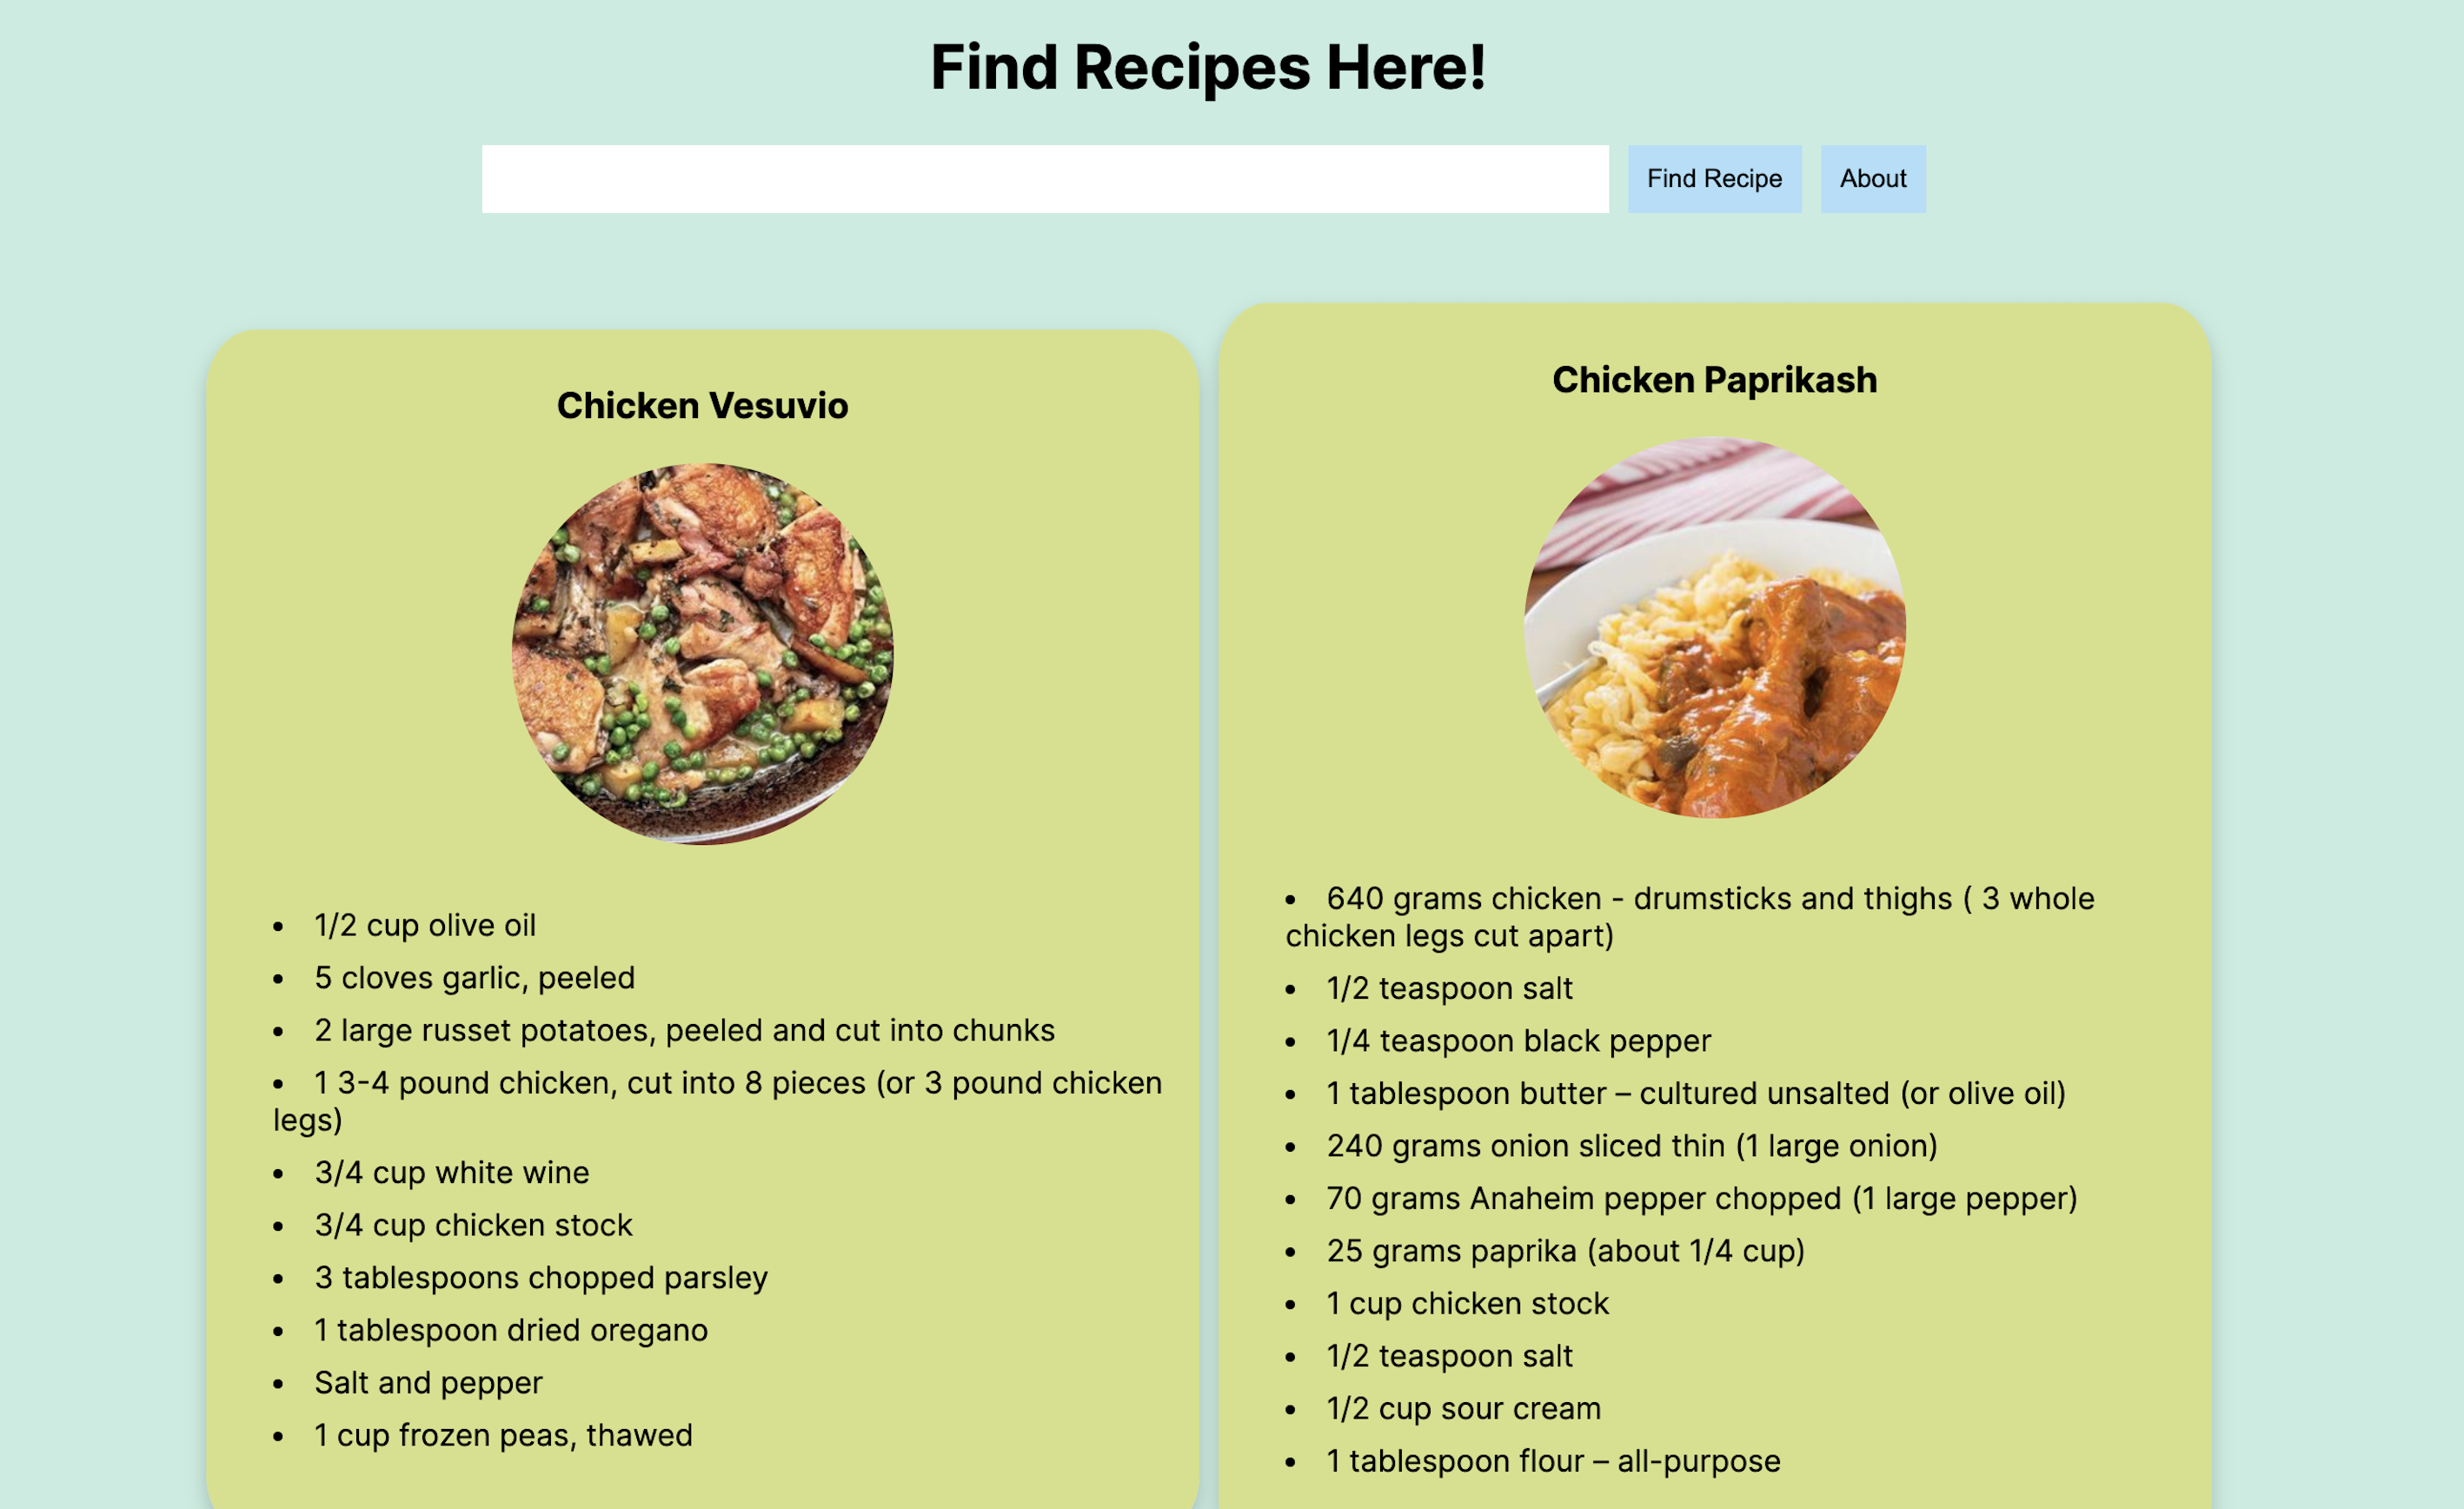 Find Recipes Here!
Find Recipe
About
Chicken Vesuvio
1/2 cup olive oil
5 cloves garlic, peeled
2 large russet potatoes, peeled and cut into chunks
1 3-4 pound chicken, cut into 8 pieces (or 3 pound chicken
legs)
3/4 cup white wine
3/4 cup chicken stock
3 tablespoons chopped parsley
1 tablespoon dried oregano
Salt and pepper
1 cup frozen peas, thawed
Chicken Paprikash
640 grams chicken - drumsticks and thighs ( 3 whole
chicken legs cut apart)
1/2 teaspoon salt
1/4 teaspoon black pepper
1 tablespoon butter – cultured unsalted (or olive oil)
240 grams onion sliced thin (1 large onion)
70 grams Anaheim pepper chopped (1 large pepper)
25 grams paprika (about 1/4 cup)
1 cup chicken stock
1/2 teaspoon salt
1/2 cup sour cream
1 tablespoon flour – all-purpose